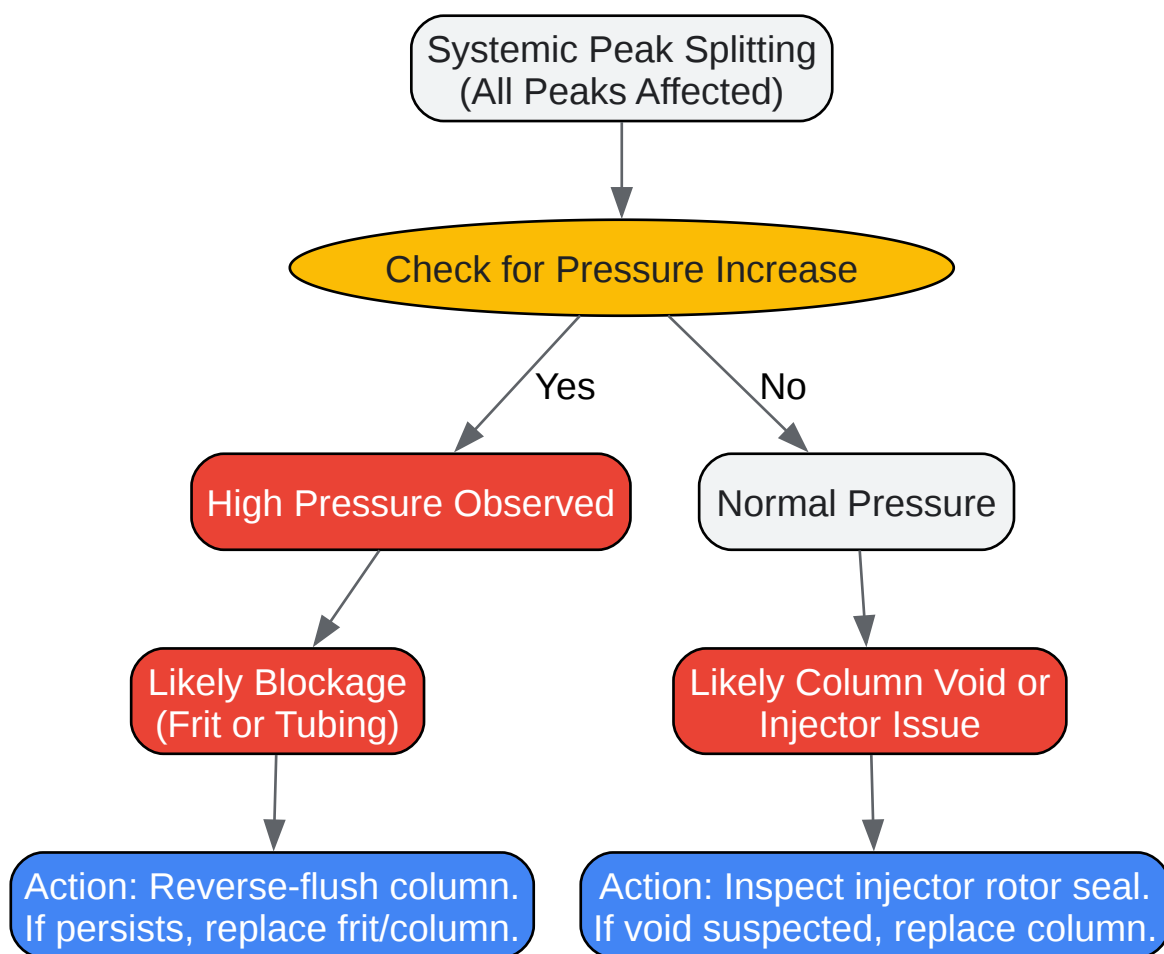 Systemic Peak Splitting
(All Peaks Affected)
Check for Pressure Increase
Yes
No
High Pressure Observed
Normal Pressure
Likely Blockage
(Frit or Tubing)
Likely Column Void or
Injector Issue
Action: Reverse-flush column.
If persists, replace frit/column.
Action: Inspect injector rotor seal.
If void suspected, replace column.